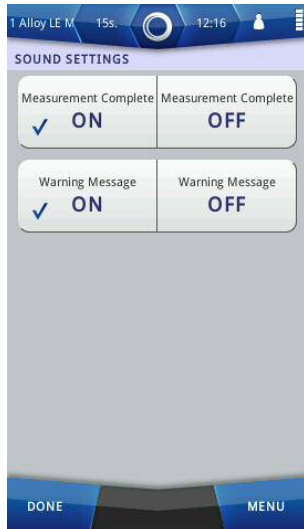 1 Alloy LE M 15s. 12:16
SOUND SETTINGS
Measurement Complete Measurement Complete
ON OFF
Warning Message Warning Message
ON OFF
DONE MENU